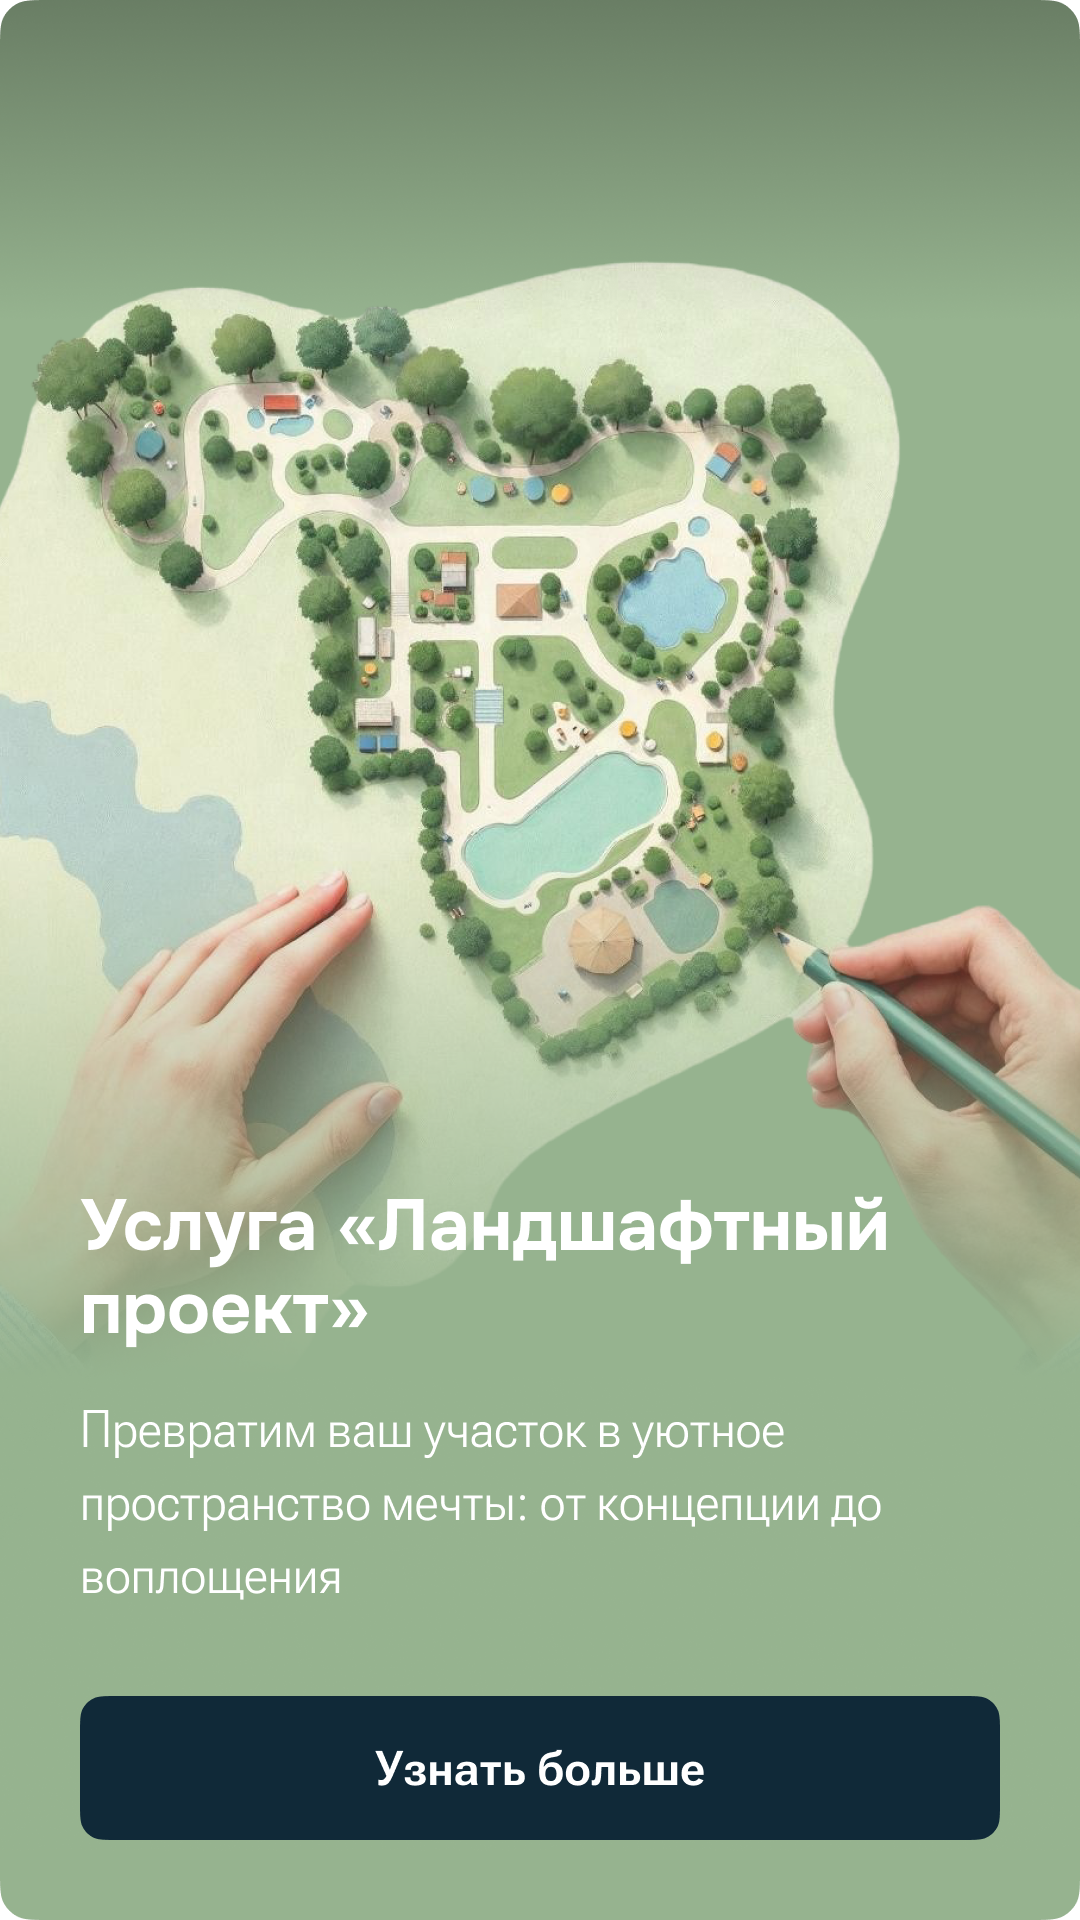 Услуга «Ландшафтный
проект»
Превратим ваш участок в уютное
пространство мечты: от концепции до
воплощения
Узнать больше